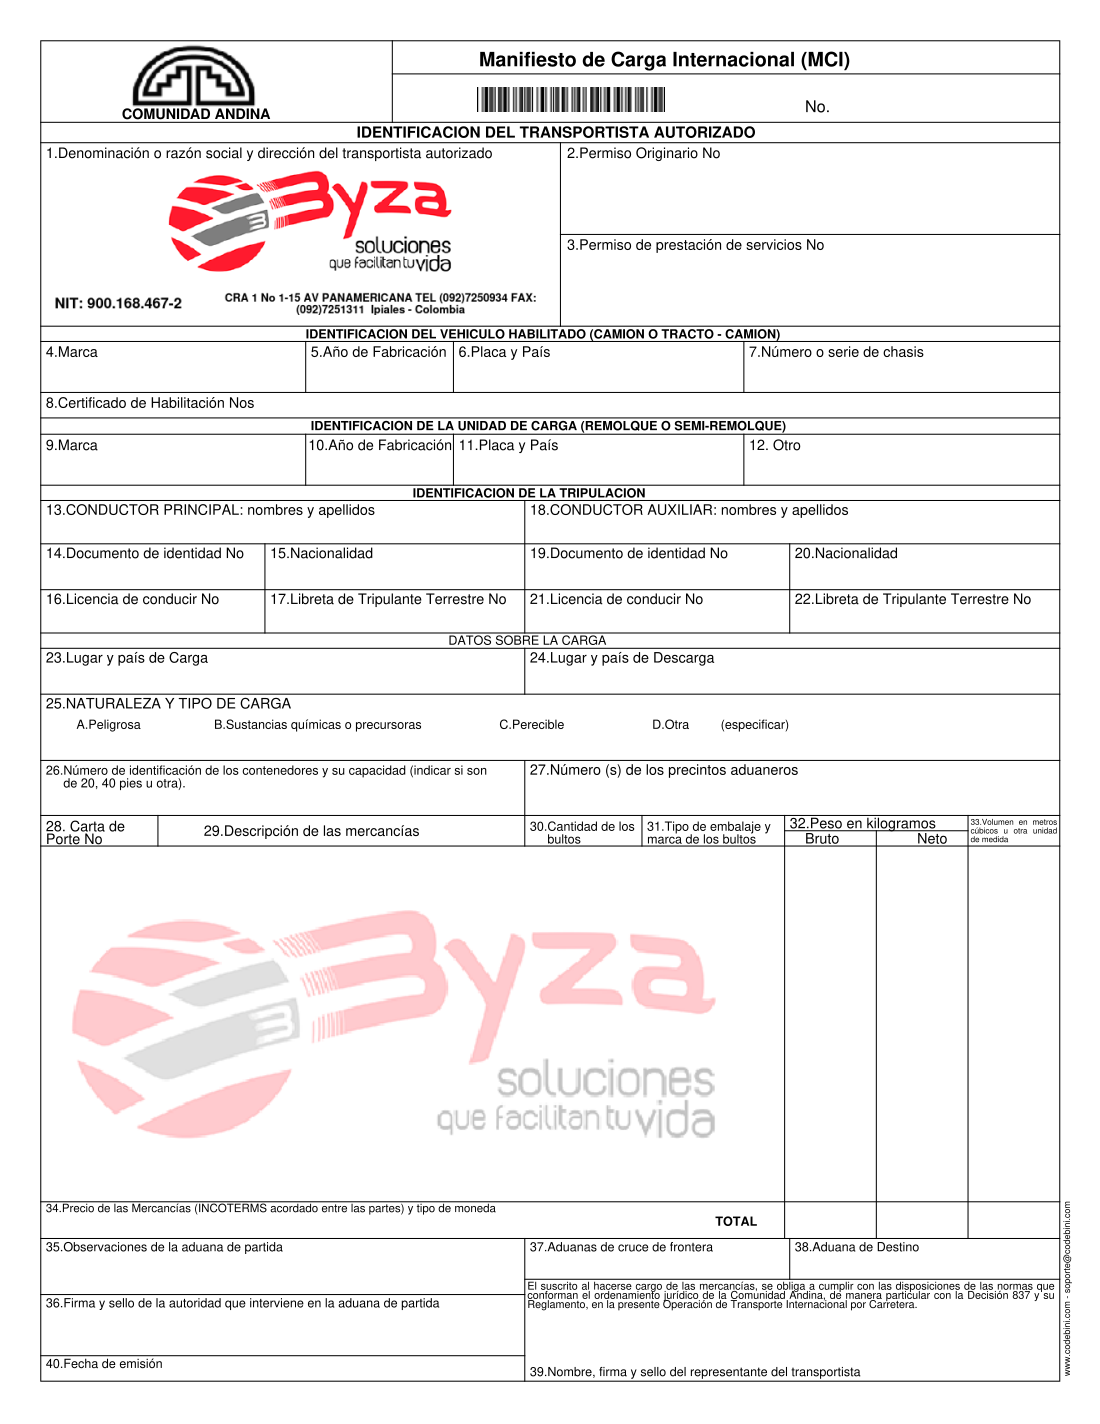 COMUNIDAD ANDINA
Manifiesto de Carga Internacional (MCI)
No.
IDENTIFICACION DEL TRANSPORTISTA AUTORIZADO
1.Denominación o razón social y dirección del transportista autorizado
Byza
soluciones
que facilitan tu vida
NIT: 900.168.467-2
CRA 1 No 1-15 AV PANAMERICANA TEL (092)7250934 FAX:
(092)7251311 Ipiales - Colombia
2.Permiso Originario No
3.Permiso de prestación de servicios No
IDENTIFICACION DEL VEHICULO HABILITADO (CAMION O TRACTO - CAMION)
4.Marca
5.Año de Fabricación
6.Placa y País
7.Número o serie de chasis
8.Certificado de Habilitación Nos
IDENTIFICACION DE LA UNIDAD DE CARGA (REMOLQUE O SEMI-REMOLQUE)
9.Marca
10.Año de Fabricación
11.Placa y País
12. Otro
IDENTIFICACION DE LA TRIPULACION
13.CONDUCTOR PRINCIPAL: nombres y apellidos
18.CONDUCTOR AUXILIAR: nombres y apellidos
14.Documento de identidad No
15.Nacionalidad
19.Documento de identidad No
20.Nacionalidad
16.Licencia de conducir No
17.Libreta de Tripulante Terrestre No
21.Licencia de conducir No
22.Libreta de Tripulante Terrestre No
DATOS SOBRE LA CARGA
23.Lugar y país de Carga
24.Lugar y país de Descarga
25.NATURALEZA Y TIPO DE CARGA
A.Peligrosa
B.Sustancias químicas o precursoras
C.Perecible
D.Otra
(especificar)
26.Número de identificación de los contenedores y su capacidad (indicar si son
de 20, 40 pies u otra).
27.Número (s) de los precintos aduaneros
28. Carta de
Porte No
29.Descripción de las mercancías
30.Cantidad de los
bultos
31.Tipo de embalaje y
marca de los bultos
32.Peso en kilogramos
Bruto
Neto
33.Volumen en metros
cúbicos u otra unidad
de medida
Byza
soluciones
que facilitan tu vida
34.Precio de las Mercancías (INCOTERMS acordado entre las partes) y tipo de moneda
TOTAL
35.Observaciones de la aduana de partida
37.Aduanas de cruce de frontera
38.Aduana de Destino
El suscrito al hacerse cargo de las mercancías, se obliga a cumplir con las disposiciones de las normas que
conforman el ordenamiento jurídico de la Comunidad Andina, de manera particular con la Decisión 837 y su
Reglamento, en la presente Operación de Transporte Internacional por Carretera.
36.Firma y sello de la autoridad que interviene en la aduana de partida
40.Fecha de emisión
39.Nombre, firma y sello del representante del transportista
www.codebini.com - soporte@codebini.com